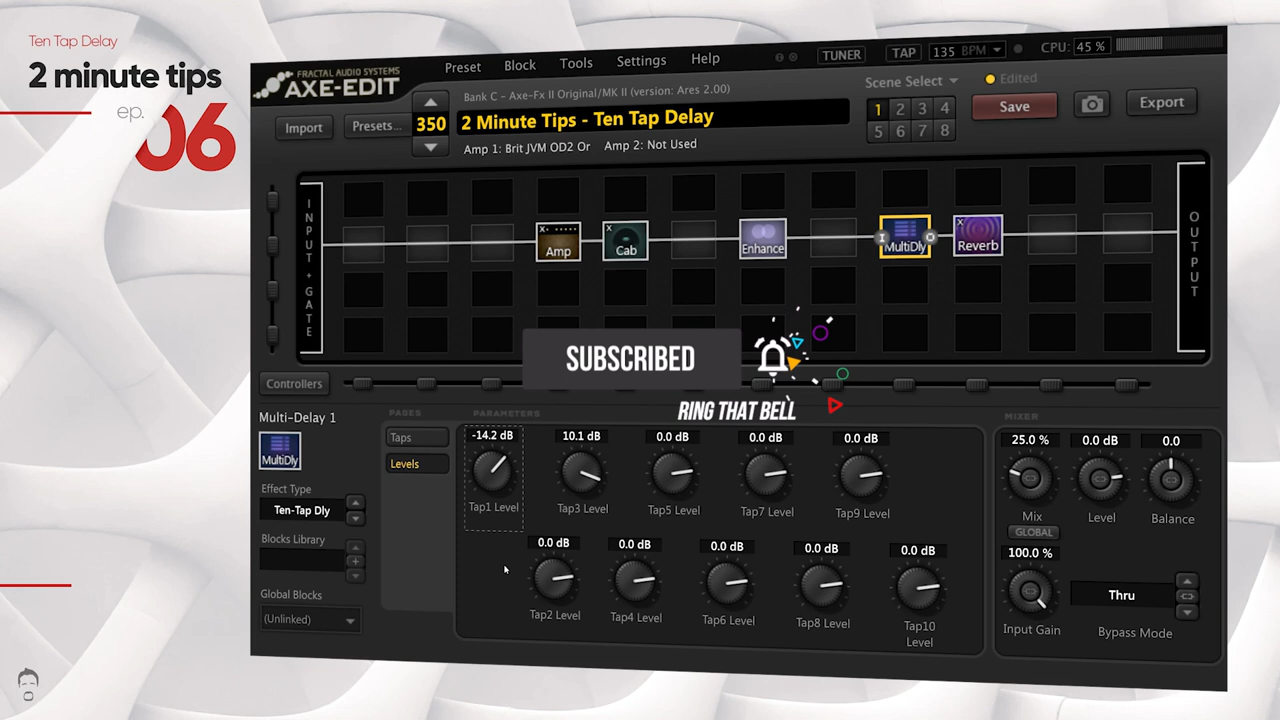 Ten Tap Delay
2 minute tips
ep. 06
FRACTAL AUDIO SYSTEMS
AXE-EDIT
Preset Block Tools Settings Help
TUNER TAP 135 BPM CPU: 45 %
Import Presets... 350
Bank C - Axe-Fx II Original/MK II (version: Ares 2.00)
2 Minute Tips - Ten Tap Delay
Amp 1: Brit JVM OD2 Or Amp 2: Not Used
Scene Select
1 2 3 4
5 6 7 8
Edited
Save Export
INPUT + GATE
X Amp
X Cab
Enhance
I MultiDly O
X Reverb
OUTPUT
SUBSCRIBED
RING THAT BELL
Controllers
Multi-Delay 1
MultiDly
Effect Type
Ten-Tap Dly
Blocks Library
Global Blocks
(Unlinked)
PAGES
Taps
Levels
PARAMETERS
-14.2 dB 10.1 dB 0.0 dB 0.0 dB 0.0 dB
Tap1 Level Tap3 Level Tap5 Level Tap7 Level Tap9 Level
0.0 dB 0.0 dB 0.0 dB 0.0 dB 0.0 dB
Tap2 Level Tap4 Level Tap6 Level Tap8 Level Tap10
Level
MIXER
25.0 % 0.0 dB 0.0
Mix Level Balance
GLOBAL
100.0 %
Thru
Input Gain Bypass Mode